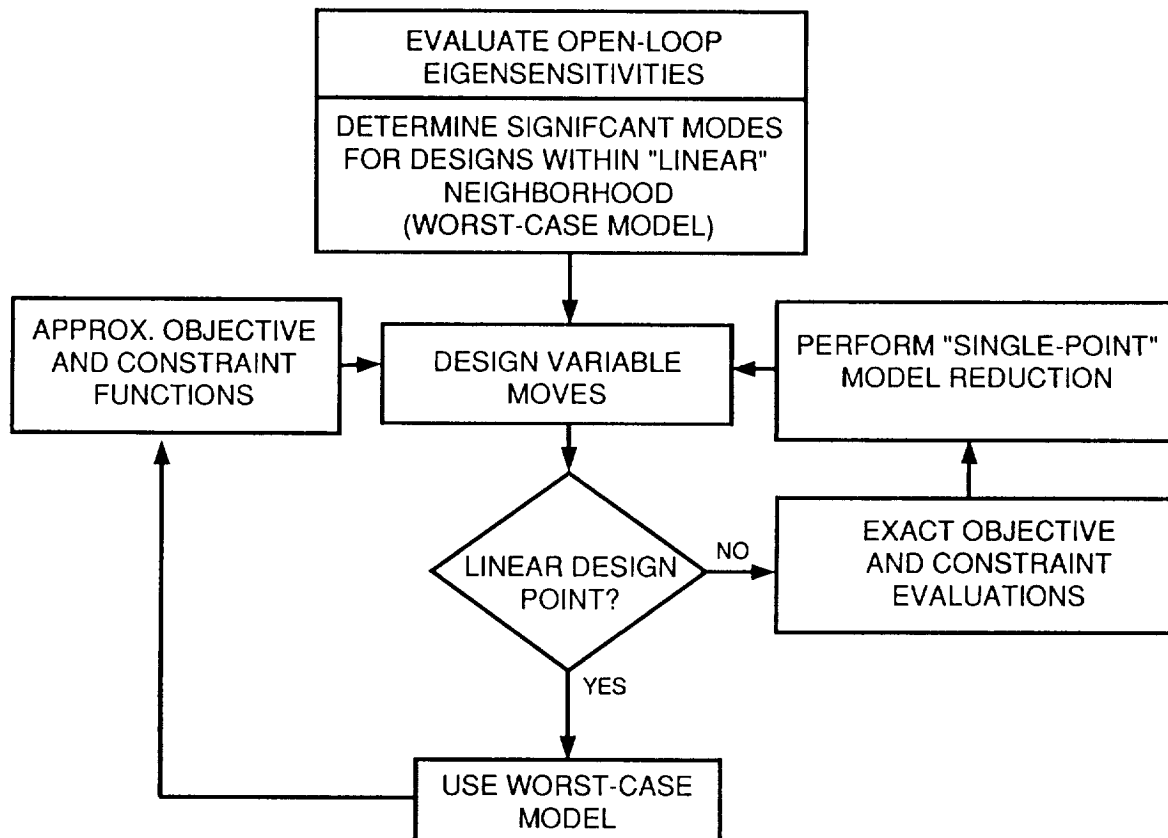 EVALUATE OPEN-LOOP
EIGENSENSITIVITIES
DETERMINE SIGNIFCANT MODES
FOR DESIGNS WITHIN "LINEAR"
NEIGHBORHOOD
(WORST-CASE MODEL)
APPROX. OBJECTIVE
AND CONSTRAINT
FUNCTIONS
DESIGN VARIABLE
MOVES
PERFORM "SINGLE-POINT"
MODEL REDUCTION
LINEAR DESIGN
POINT?
NO
EXACT OBJECTIVE
AND CONSTRAINT
EVALUATIONS
YES
USE WORST-CASE
MODEL